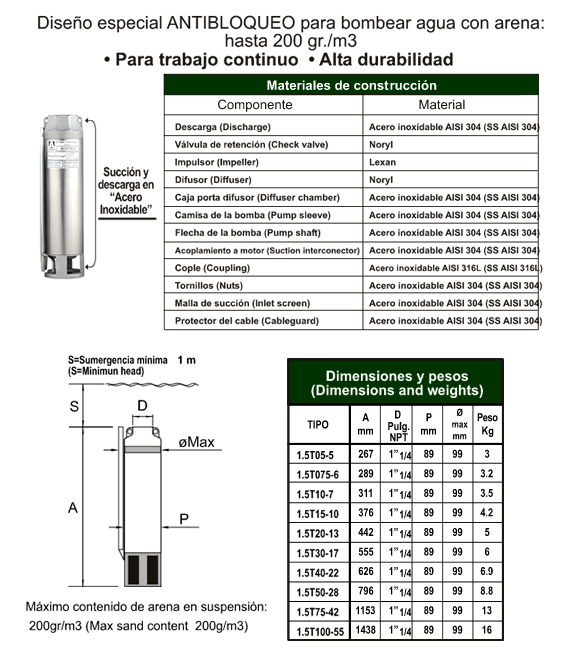 Diseño especial ANTIBLOQUEO para bombear agua con arena:
hasta 200 gr./m3
• Para trabajo continuo • Alta durabilidad
Materiales de construcción
Componente Material
Descarga (Discharge) Acero inoxidable AISI 304 (SS AISI 304)
Válvula de retención (Check valve) Noryl
Impulsor (Impeller) Lexan
Difusor (Diffuser) Noryl
Caja porta difusor (Diffuser chamber) Acero inoxidable AISI 304 (SS AISI 304)
Camisa de la bomba (Pump sleeve) Acero inoxidable AISI 304 (SS AISI 304)
Flecha de la bomba (Pump shaft) Acero inoxidable AISI 304 (SS AISI 304)
Acoplamiento a motor (Suction interconector) Acero inoxidable AISI 304 (SS AISI 304)
Cople (Coupling) Acero inoxidable AISI 316L (SS AISI 316L)
Tornillos (Nuts) Acero inoxidable AISI 304 (SS AISI 304)
Malla de succión (Inlet screen) Acero inoxidable AISI 304 (SS AISI 304)
Protector del cable (Cableguard) Acero inoxidable AISI 304 (SS AISI 304)
Succión y
descarga en
“Acero
Inoxidable”
S=Sumergencia mínima 1 m
(S=Minimun head)
S
D
øMax
A
P
Máximo contenido de arena en suspensión:
200gr/m3 (Max sand content 200g/m3)
Dimensiones y pesos
(Dimensions and weights)
TIPO A mm D Pulg. NPT P mm Ø max mm Peso Kg
1.5T05-5 267 1” 1/4 89 99 3
1.5T075-6 289 1” 1/4 89 99 3.2
1.5T10-7 311 1” 1/4 89 99 3.5
1.5T15-10 376 1” 1/4 89 99 4.2
1.5T20-13 442 1” 1/4 89 99 5
1.5T30-17 555 1” 1/4 89 99 6
1.5T40-22 626 1” 1/4 89 99 6.9
1.5T50-28 796 1” 1/4 89 99 8.8
1.5T75-42 1153 1” 1/4 89 99 13
1.5T100-55 1438 1” 1/4 89 99 16